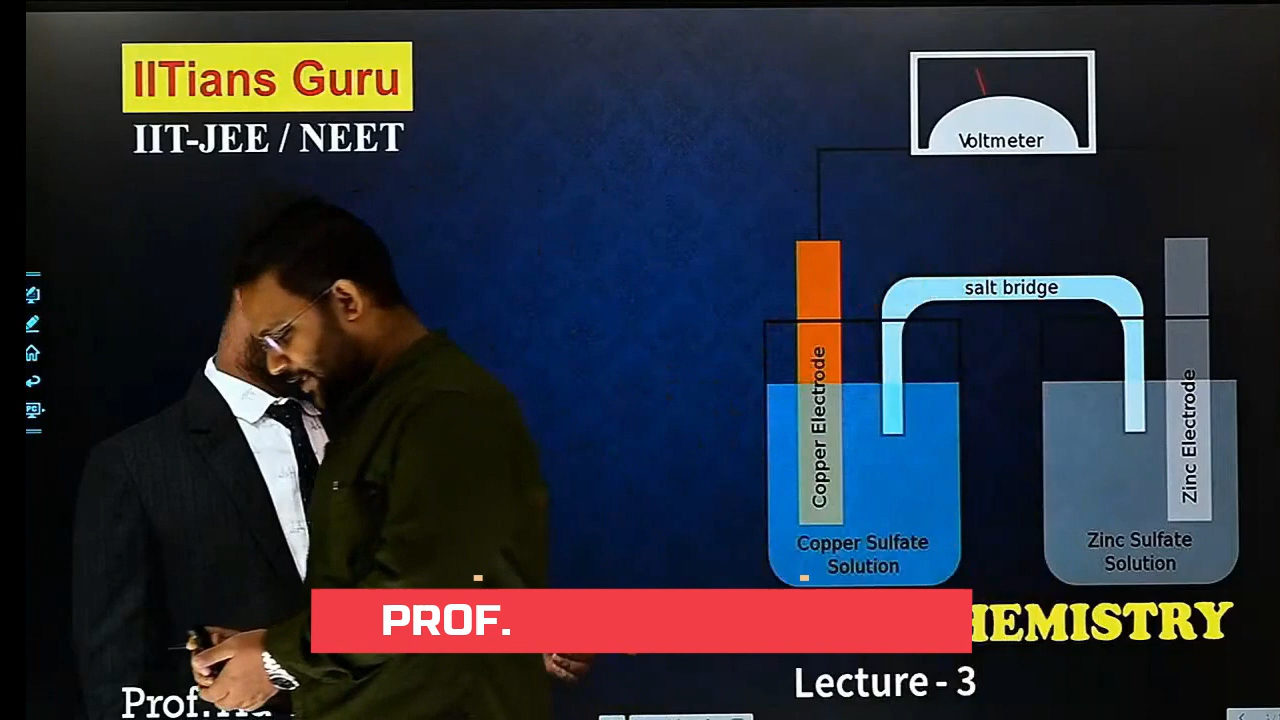 IITians Guru
IIT-JEE / NEET
Voltmeter
salt bridge
Copper Electrode
Zinc Electrode
Copper Sulfate
Solution
Zinc Sulfate
Solution
PROF.
HEMISTRY
Lecture - 3
Prof.